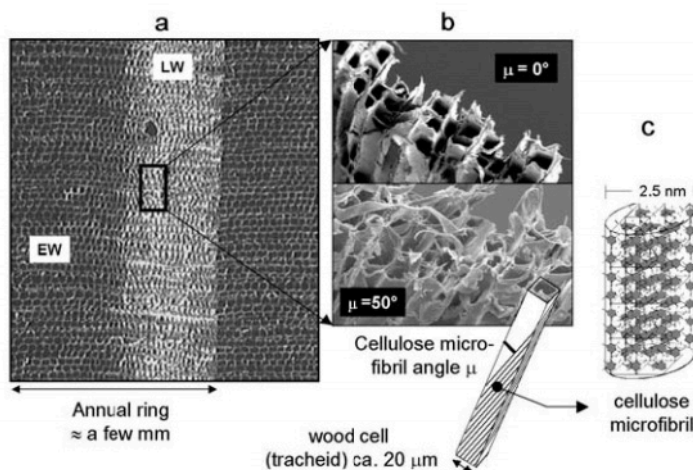 a
b
c
LW
EW
μ = 0°
μ = 50°
2.5 nm
Cellulose micro-
fibril angle μ
Annual ring
≈ a few mm
wood cell
(tracheid) ca. 20 μm
cellulose
microfibril